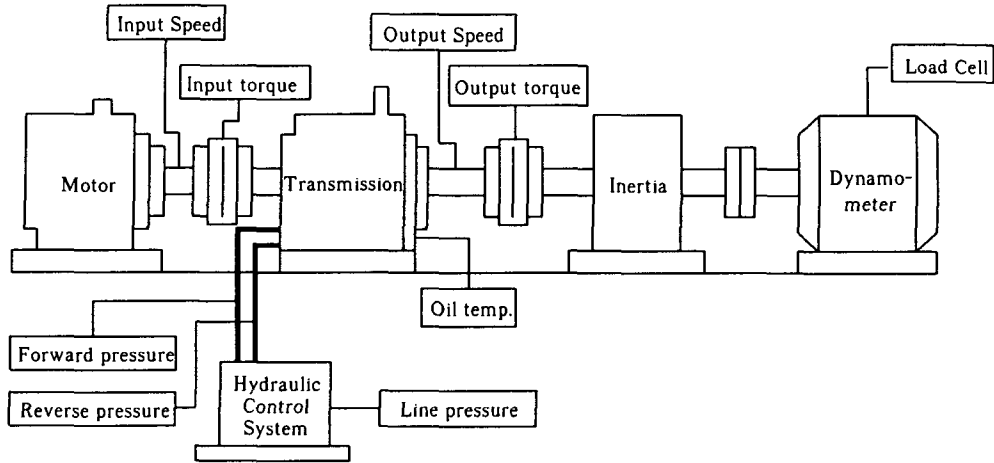 Input Speed
Output Speed
Load Cell
Input torque
Output torque
Motor
Transmission
Inertia
Dynamo-
meter
Oil temp.
Forward pressure
Reverse pressure
Hydraulic
Control
System
Line pressure